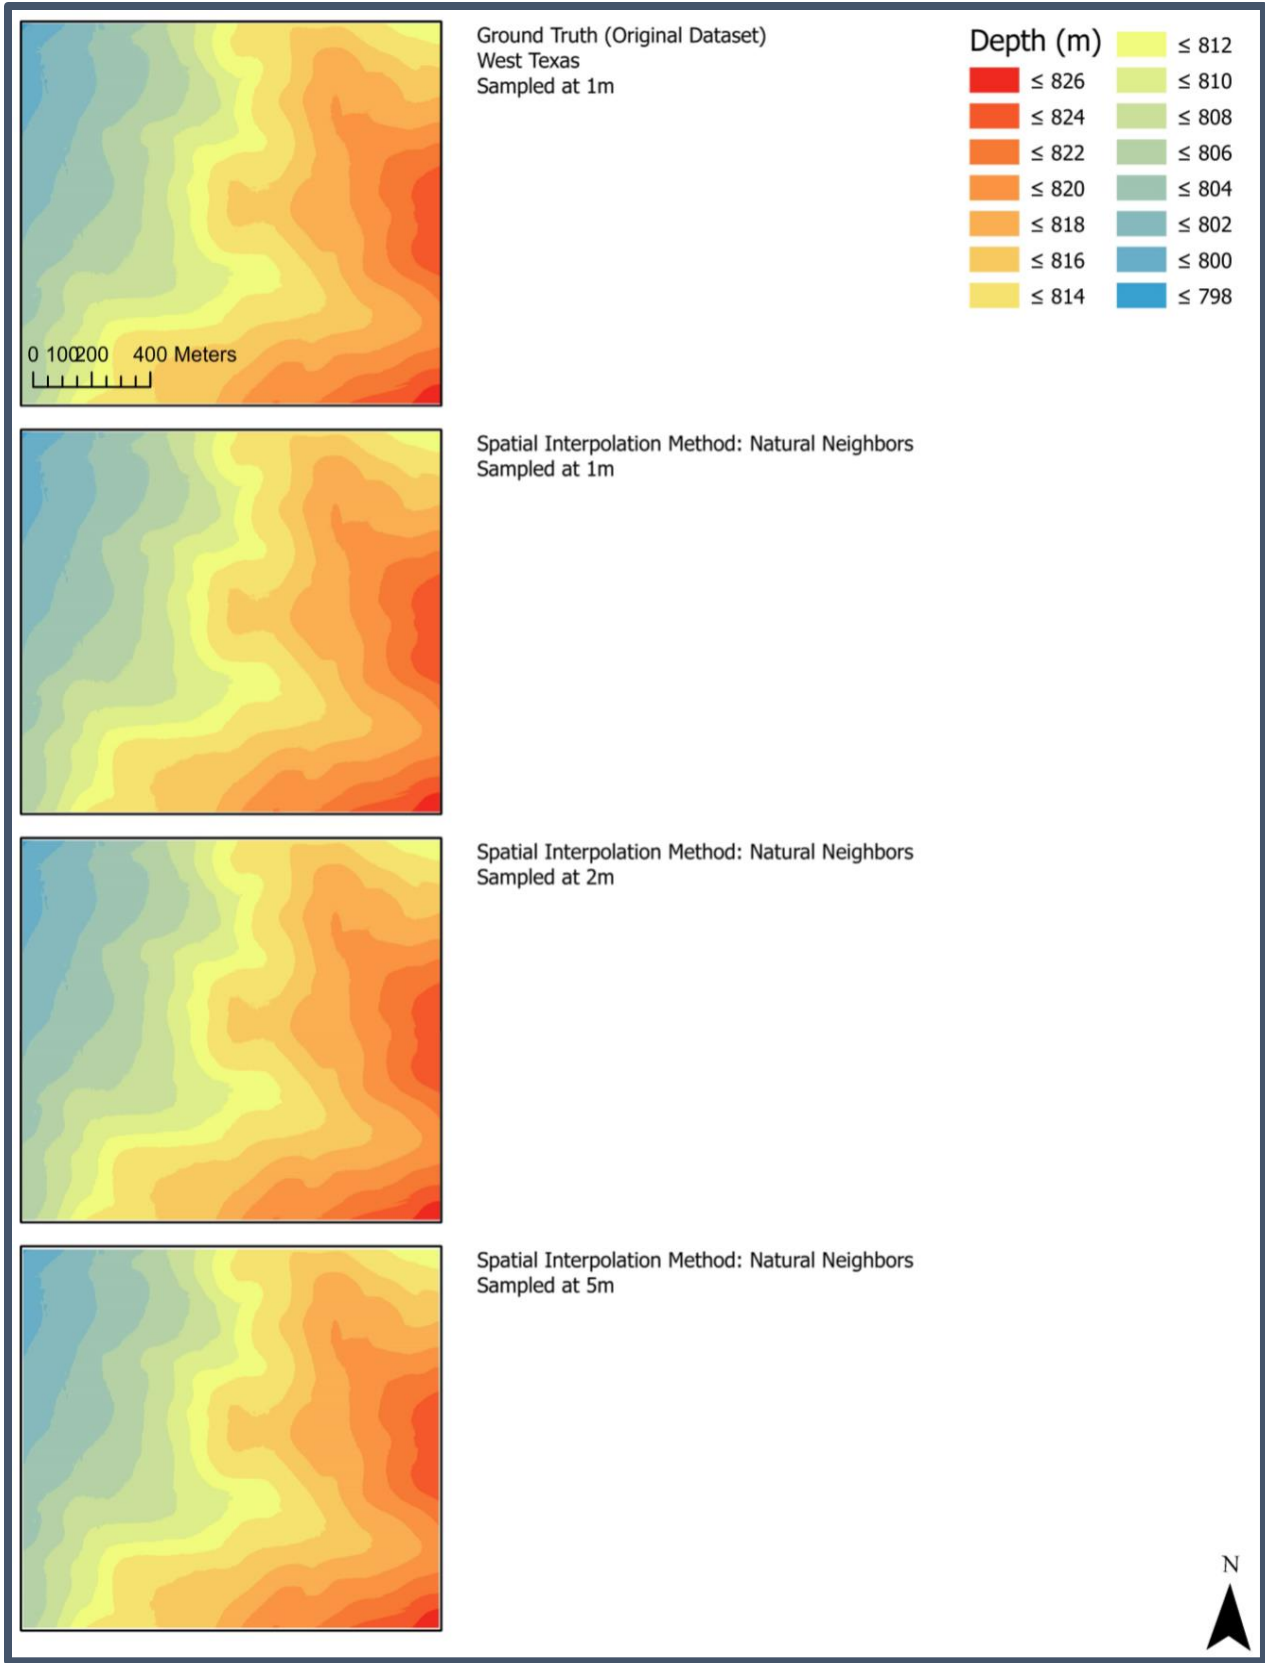 Ground Truth (Original Dataset)
West Texas
Sampled at 1m
Depth (m)
≤ 826
≤ 824
≤ 822
≤ 820
≤ 818
≤ 816
≤ 814
≤ 812
≤ 810
≤ 808
≤ 806
≤ 804
≤ 802
≤ 800
≤ 798
0 100 200 400 Meters
Spatial Interpolation Method: Natural Neighbors
Sampled at 1m
Spatial Interpolation Method: Natural Neighbors
Sampled at 2m
Spatial Interpolation Method: Natural Neighbors
Sampled at 5m
N